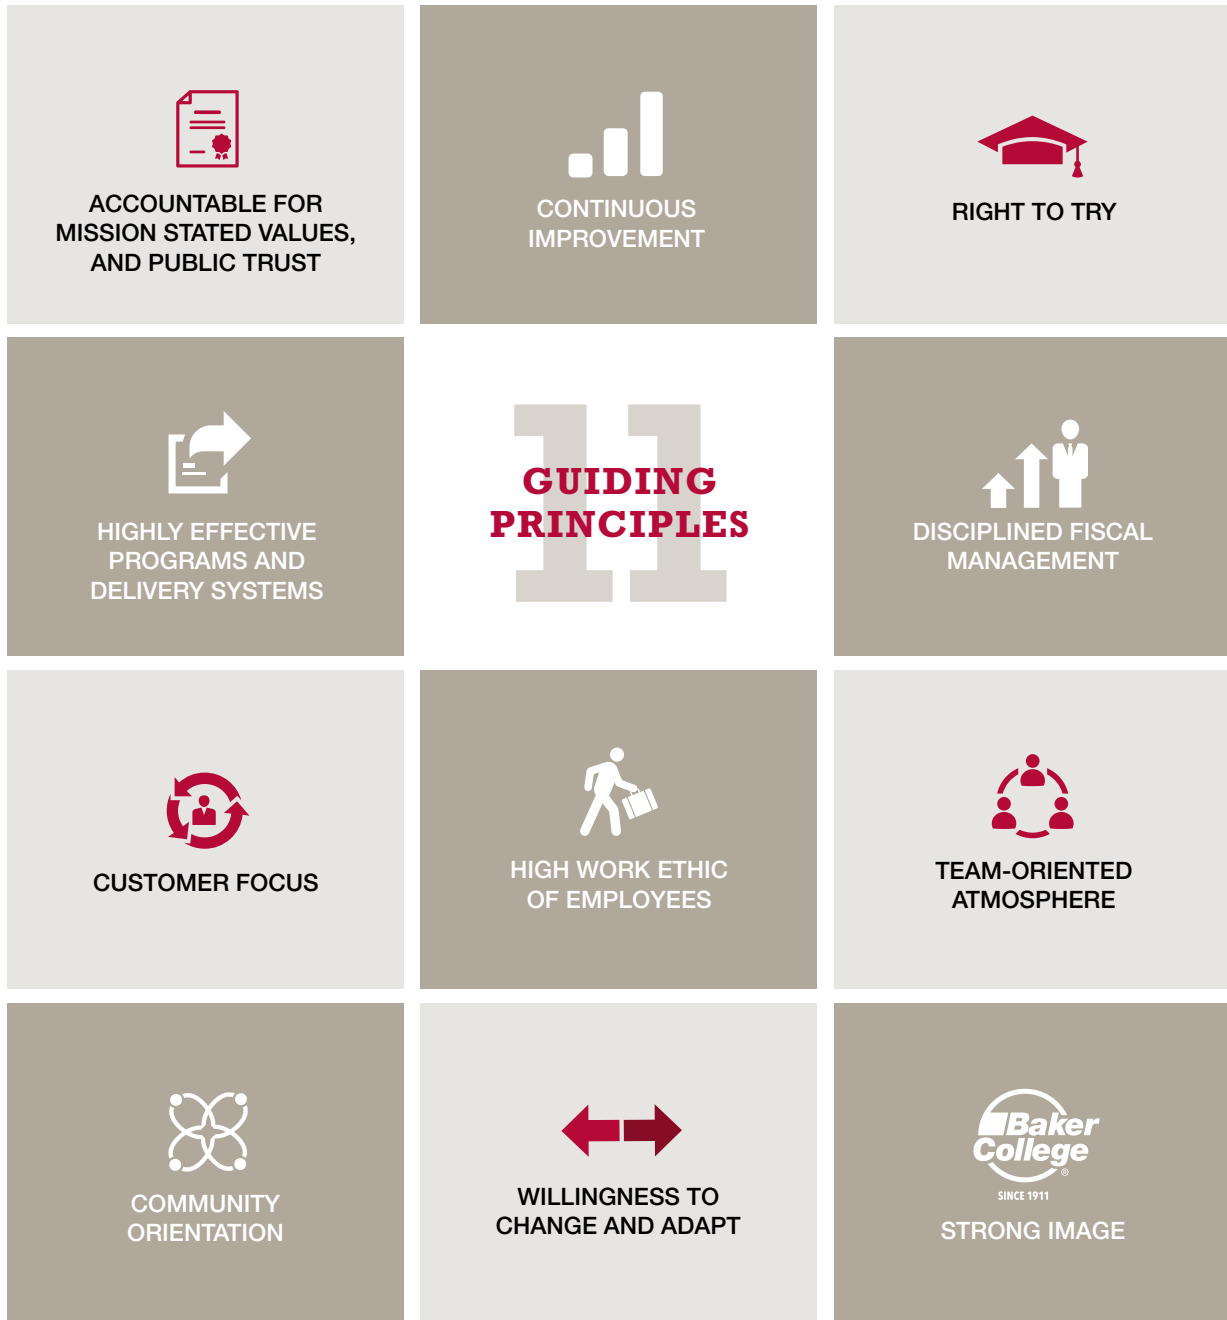 ACCOUNTABLE FOR
MISSION STATED VALUES,
AND PUBLIC TRUST
CONTINUOUS
IMPROVEMENT
RIGHT TO TRY
HIGHLY EFFECTIVE
PROGRAMS AND
DELIVERY SYSTEMS
11
GUIDING
PRINCIPLES
DISCIPLINED FISCAL
MANAGEMENT
CUSTOMER FOCUS
HIGH WORK ETHIC
OF EMPLOYEES
TEAM-ORIENTED
ATMOSPHERE
COMMUNITY
ORIENTATION
WILLINGNESS TO
CHANGE AND ADAPT
Baker
College®
SINCE 1911
STRONG IMAGE